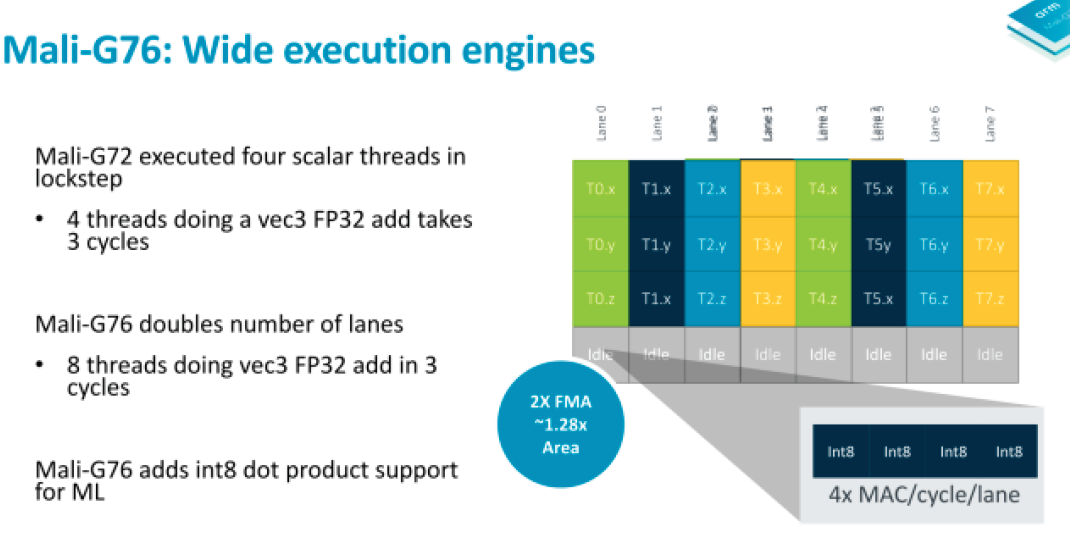 arm
Mali-G76: Wide execution engines
Mali-G72 executed four scalar threads in
lockstep
• 4 threads doing a vec3 FP32 add takes
3 cycles
Mali-G76 doubles number of lanes
• 8 threads doing vec3 FP32 add in 3
cycles
Mali-G76 adds int8 dot product support
for ML
Lane 0 Lane 1 Lane Lane Lane 4 Lane Lane 6 Lane 7
T0.x T1.x T2.x T3.x T4.x T5.x T6.x T7.x
T0.y T1.y T2.y T3.y T4.y T5y T6.y T7.y
T0.z T1.x T2.z T3.z T4.z T5.x T6.z T7.z
Idle Idle Idle Idle Idle Idle Idle Idle
2X FMA
~1.28x
Area
Int8 Int8 Int8 Int8
4x MAC/cycle/lane